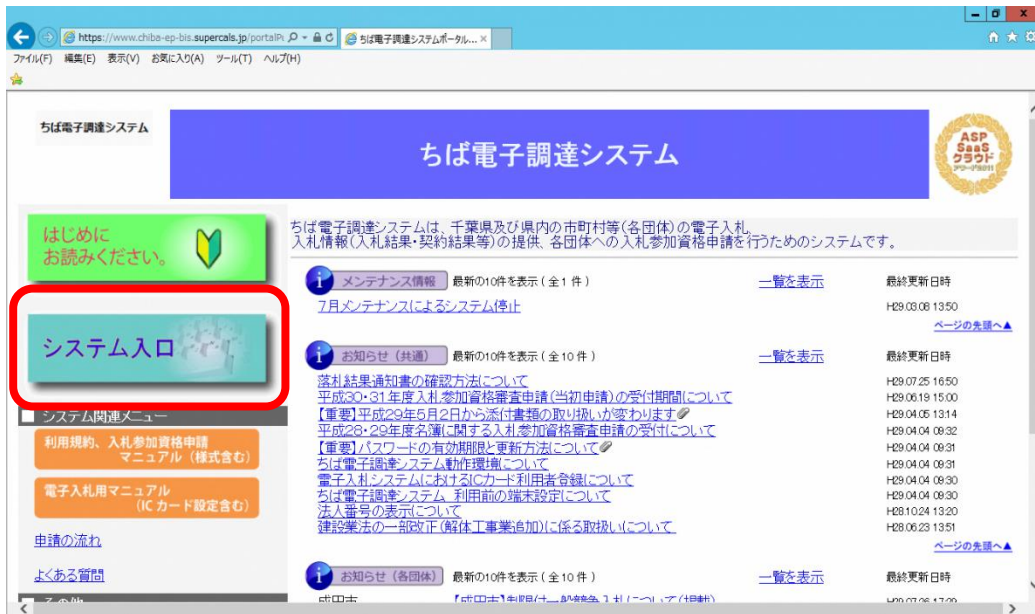 https://www.chiba-ep-bis.supercals.jp/portalPu
ちば電子調達システムポータル...
ファイル(F) 編集(E) 表示(V) お気に入り(A) ツール(T) ヘルプ(H)
ちば電子調達システム
ちば電子調達システム
ASP
SaaS
クラウド
はじめに
お読みください。
システム入口
システム関連メニュー
利用規約、入札参加資格申請
マニュアル（様式含む）
電子入札用マニュアル
（ICカード設定含む）
申請の流れ
よくある質問
その他
ちば電子調達システムは、千葉県及び県内の市町村等(各団体)の電子入札、
入札情報(入札結果・契約結果等)の提供、各団体への入札参加資格申請を行うためのシステムです。
メンテナンス情報 最新の10件を表示 ( 全1 件 ) 一覧を表示 最終更新日時
7月メンテナンスによるシステム停止 H29.03.08 13:50
ページの先頭へ▲
お知らせ（共通） 最新の10件を表示 ( 全10 件 ) 一覧を表示 最終更新日時
落札結果通知書の確認方法について H29.07.25 16:50
平成30・31年度入札参加資格審査申請(当初申請)の受付期間について H29.06.19 15:00
【重要】平成29年5月2日から添付書類の取り扱いが変わります H29.04.05 13:14
平成28・29年度名簿に関する入札参加資格審査申請の受付について H29.04.04 09:32
【重要】パスワードの有効期限と更新方法について H29.04.04 09:31
ちば電子調達システム動作環境について H29.04.04 09:31
電子入札システムにおけるICカード利用者登録について H29.04.04 09:30
ちば電子調達システム 利用前の端末設定について H29.04.04 09:30
法人番号の表示について H28.10.24 13:20
建設業法の一部改正(解体工事業追加)に係る取扱いについて H28.06.23 13:51
ページの先頭へ▲
お知らせ（各団体） 最新の10件を表示 ( 全10 件 ) 一覧を表示 最終更新日時
成田市 【成田市】制限付一般競争入札について(掲載) H29.07.26 17:29